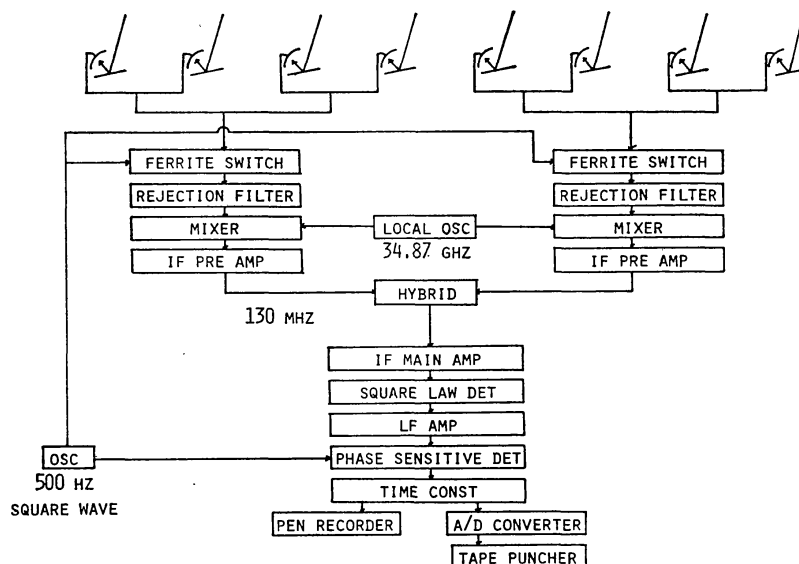 FERRITE SWITCH
FERRITE SWITCH
REJECTION FILTER
REJECTION FILTER
MIXER
LOCAL OSC
MIXER
34.87 GHZ
IF PRE AMP
IF PRE AMP
HYBRID
130 MHZ
IF MAIN AMP
SQUARE LAW DET
LF AMP
OSC
PHASE SENSITIVE DET
500 HZ
SQUARE WAVE
TIME CONST
PEN RECORDER
A/D CONVERTER
TAPE PUNCHER